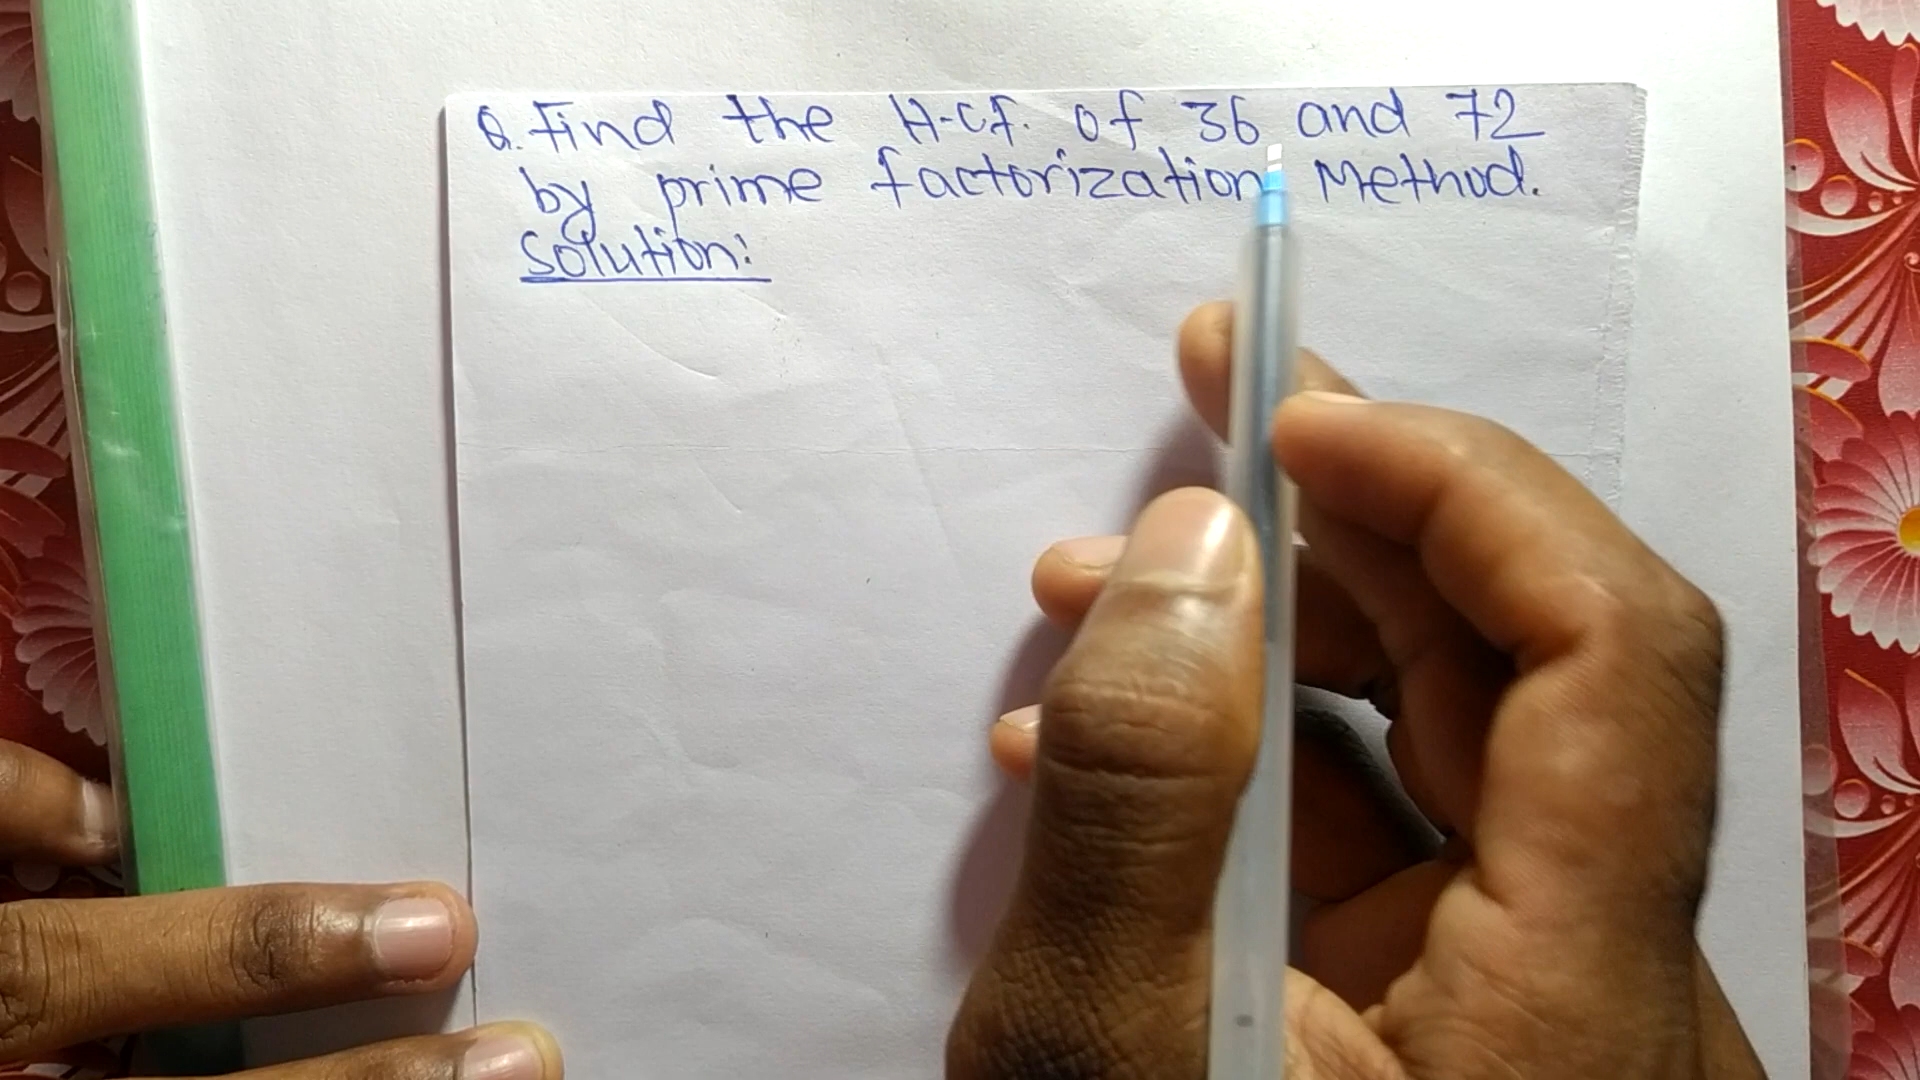 Q. Find the H-C.F. of 36 and 72
by prime factorization Method.
Solution: